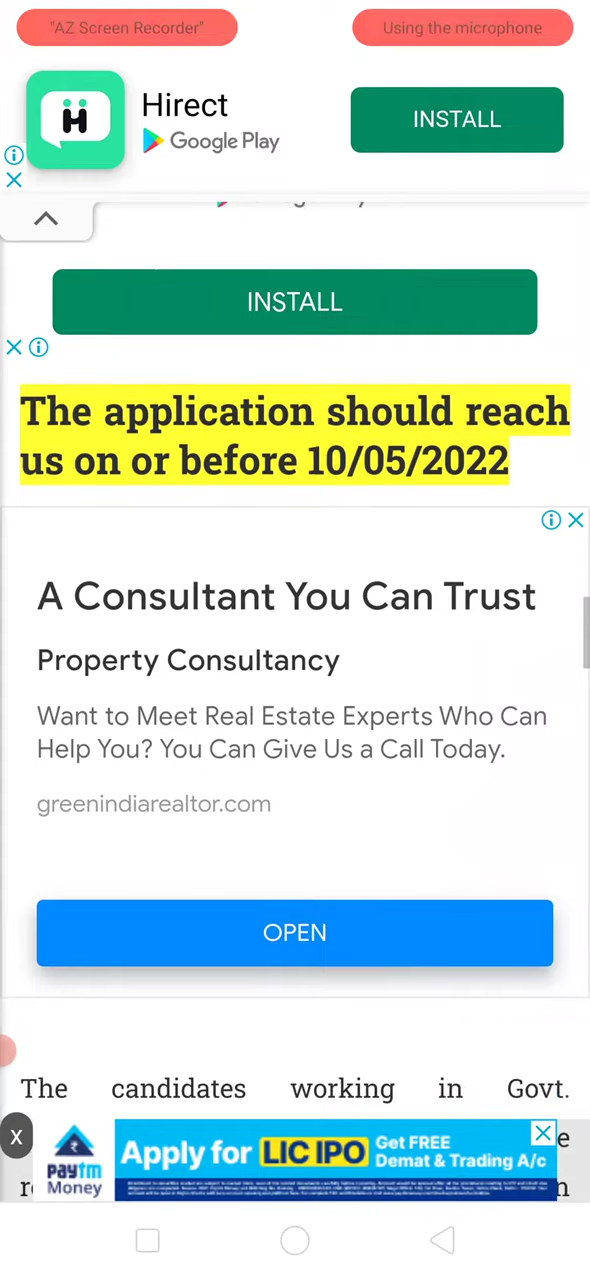 "AZ Screen Recorder"
Using the microphone
H
Hirect
Google Play
INSTALL
INSTALL
The application should reach
us on or before 10/05/2022
A Consultant You Can Trust
Property Consultancy
Want to Meet Real Estate Experts Who Can
Help You? You Can Give Us a Call Today.
greenindiarealtor.com
OPEN
The candidates working in Govt.
X
paytm
Money
Apply for LIC IPO
Get FREE
Demat & Trading A/c